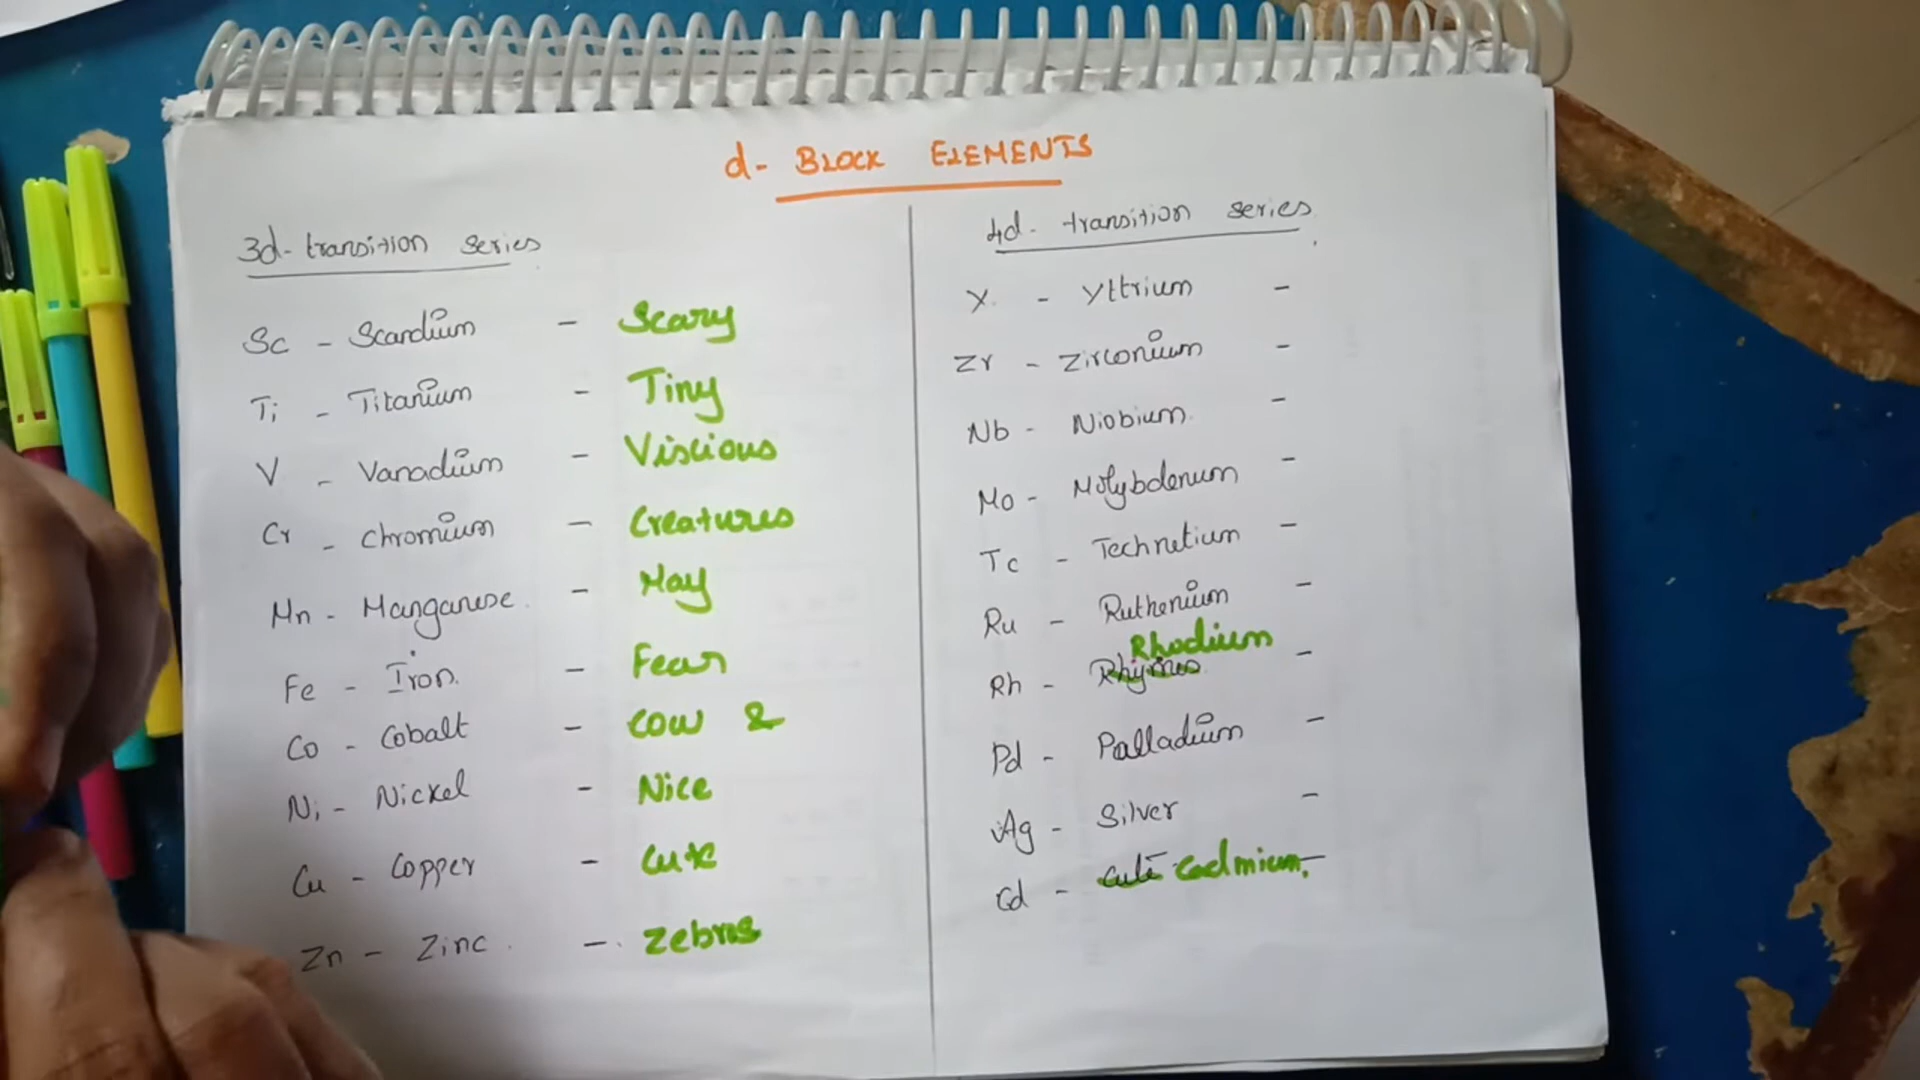 d- BLOCK ELEMENTS
3d- transition series
Sc - Scandium - Scary
Ti - Titanium - Tiny
V - Vanadium - Viscious
Cr - Chromium - Creatures
Mn - Manganese - May
Fe - Iron. - Fear
Co - Cobalt - Cow &
Ni - Nickel - Nice
Cu - Copper - Cute
Zn - Zinc - Zebras
4d- transition series
Y - Yttrium -
Zr - Zirconium -
Nb - Niobium -
Mo - Molybdenum -
Tc - Technetium -
Ru - Ruthenium -
Rhodium
Rh - Rhymes -
Pd - Palladium -
Ag - Silver -
Cd - Cute Cadmium. -